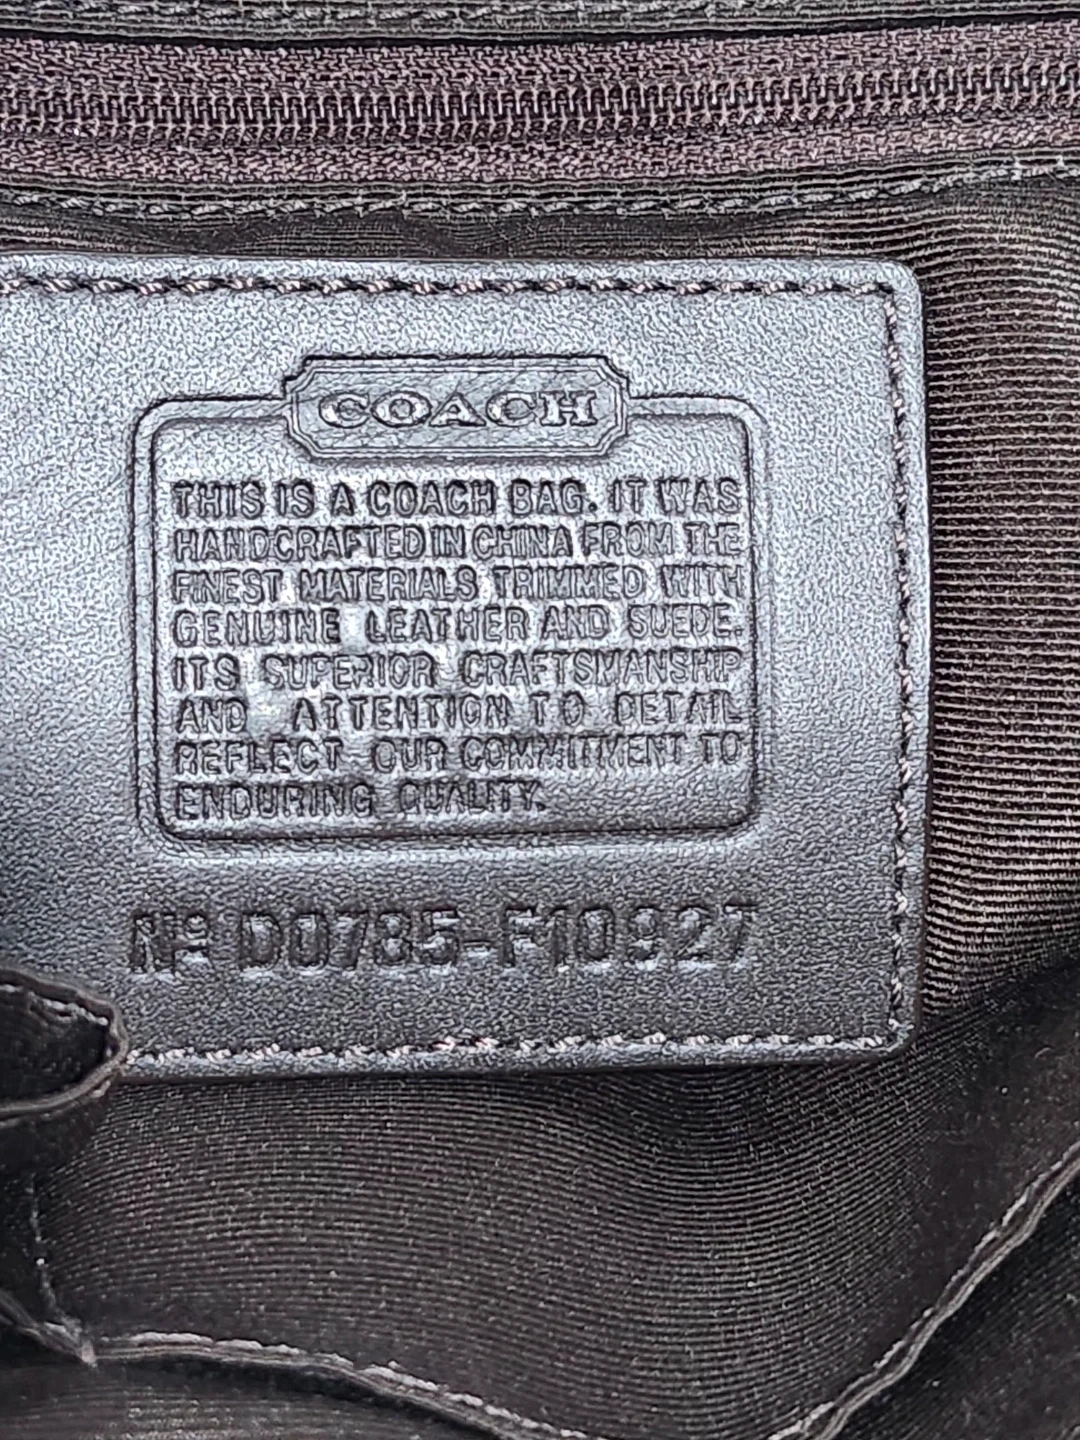 COACH
THIS IS A COACH BAG. IT WAS
HANDCRAFTED IN CHINA FROM THE
FINEST MATERIALS TRIMMED WITH
GENUINE LEATHER AND SUEDE.
ITS SUPERIOR CRAFTSMANSHIP
AND ATTENTION TO DETAIL
REFLECT OUR COMMITMENT TO
ENDURING QUALITY.
Nº D0785-F10927